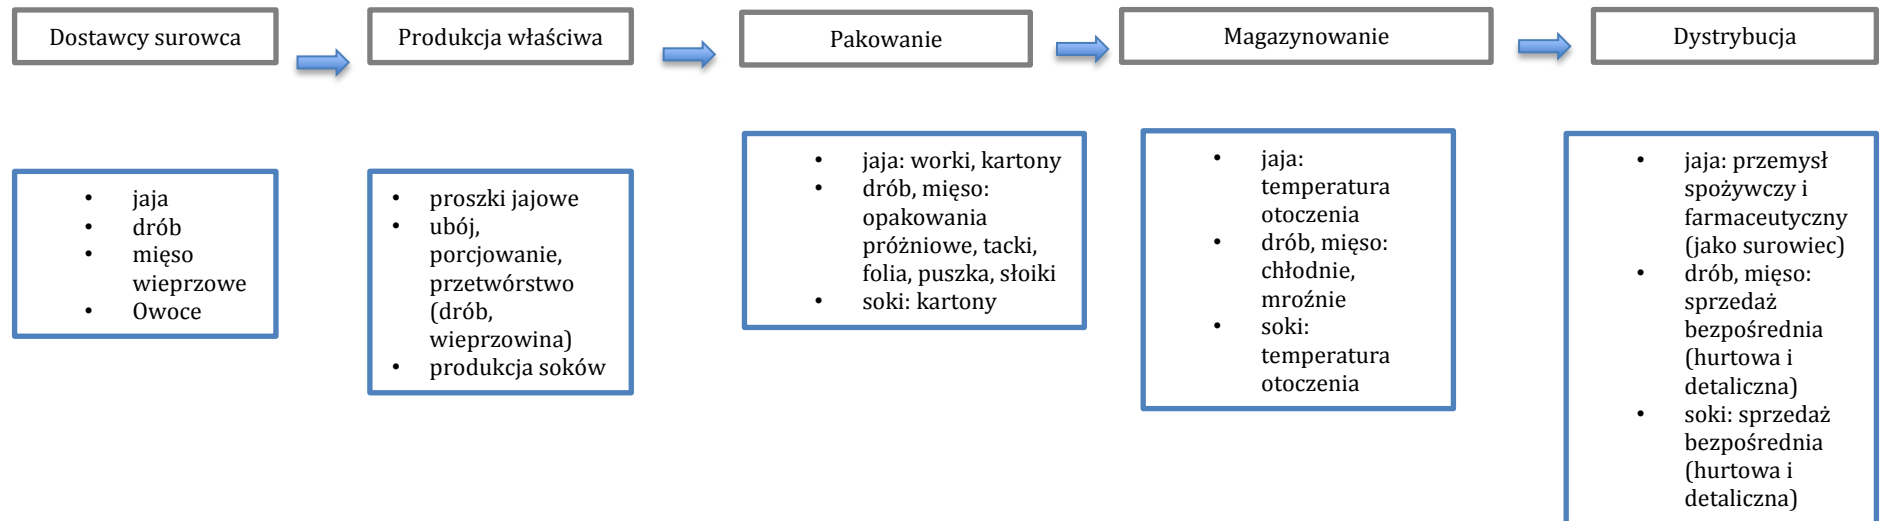 Dostawcy surowca
Produkcja właściwa
Pakowanie
Magazynowanie
Dystrybucja
• jaja
• drób
• mięso
wieprzowe
• Owoce
• proszki jajowe
• ubój,
porcjowanie,
przetwórstwo
(drób,
wieprzowina)
• produkcja soków
• jaja: worki, kartony
• drób, mięso:
opakowania
próżniowe, tacki,
folia, puszka, słoiki
• soki: kartony
• jaja:
temperatura
otoczenia
• drób, mięso:
chłodnie,
mroźnie
• soki:
temperatura
otoczenia
• jaja: przemysł
spożywczy i
farmaceutyczny
(jako surowiec)
• drób, mięso:
sprzedaż
bezpośrednia
(hurtowa i
detaliczna)
• soki: sprzedaż
bezpośrednia
(hurtowa i
detaliczna)